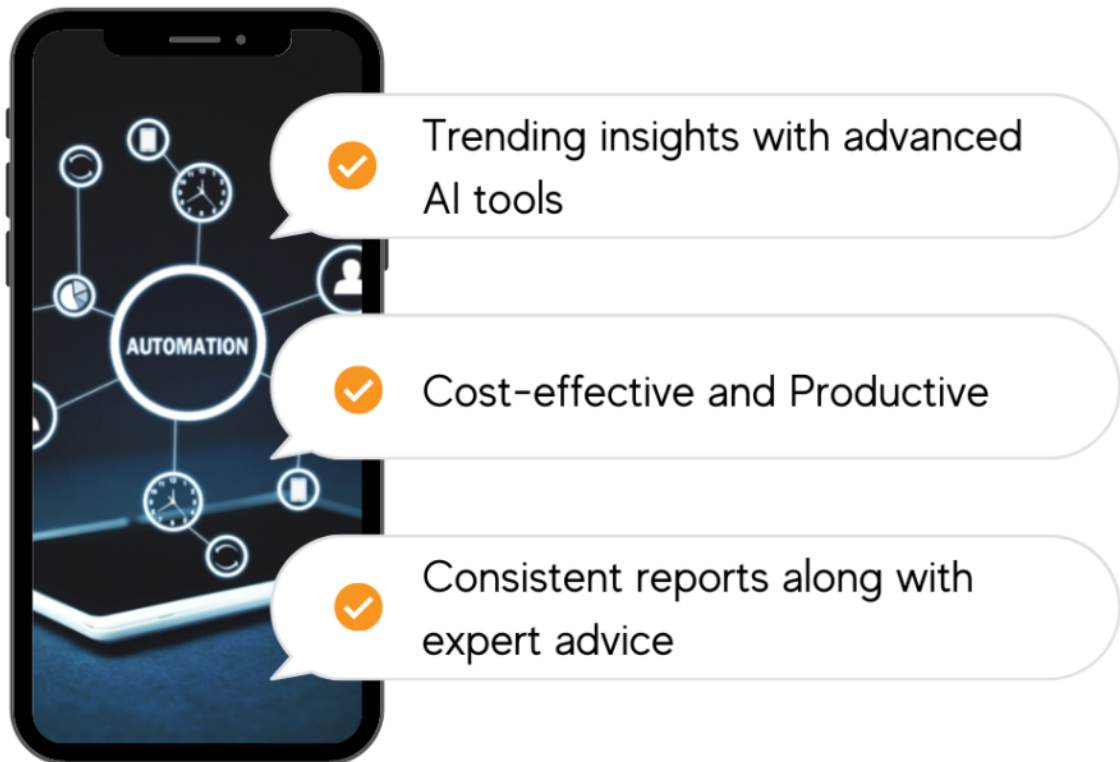 Trending insights with advanced
AI tools
AUTOMATION
Cost-effective and Productive
Consistent reports along with
expert advice